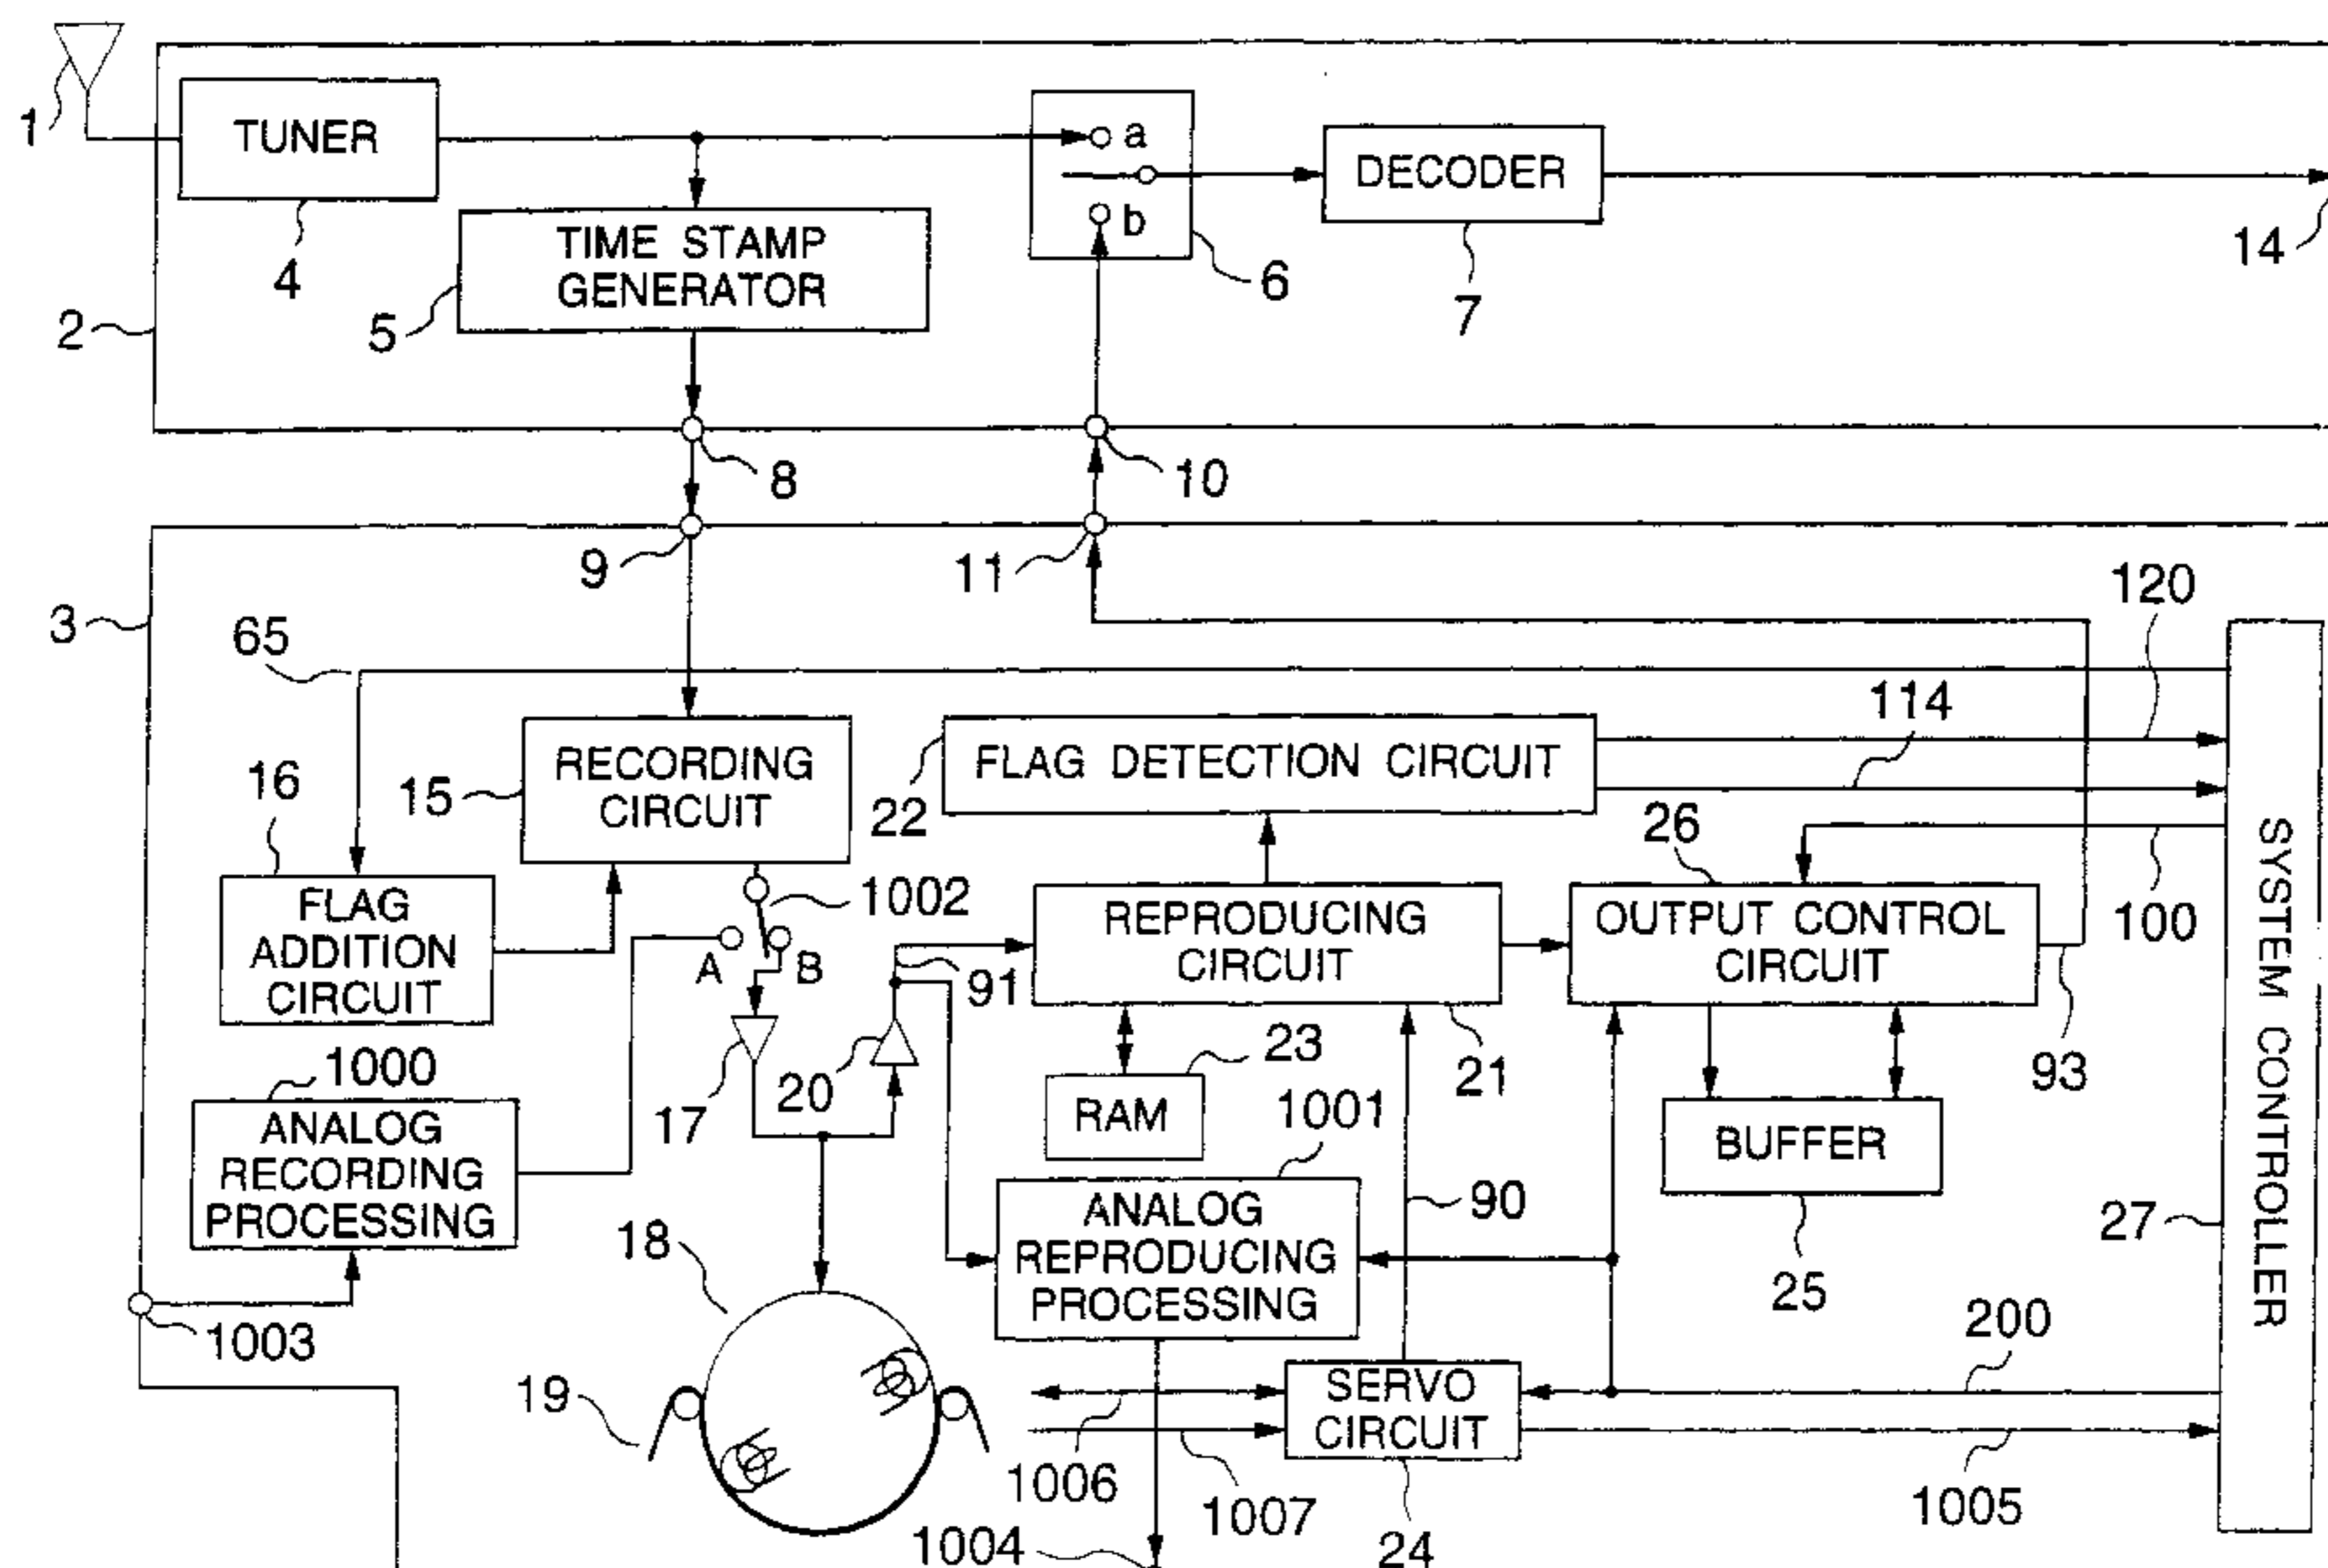 1
TUNER
4
TIME STAMP
GENERATOR
5
a
b
6
DECODER
7
14
2
8
10
9
11
3
65
120
114
15
RECORDING
CIRCUIT
22
FLAG DETECTION CIRCUIT
16
FLAG
ADDITION
CIRCUIT
1002
A
B
91
REPRODUCING
CIRCUIT
21
26
OUTPUT CONTROL
CIRCUIT
100
93
17
20
23
RAM
BUFFER
25
1000
ANALOG
RECORDING
PROCESSING
1003
1001
ANALOG
REPRODUCING
PROCESSING
90
27
SYSTEM CONTROLLER
18
19
200
SERVO
CIRCUIT
1006
1007
24
1005
1004